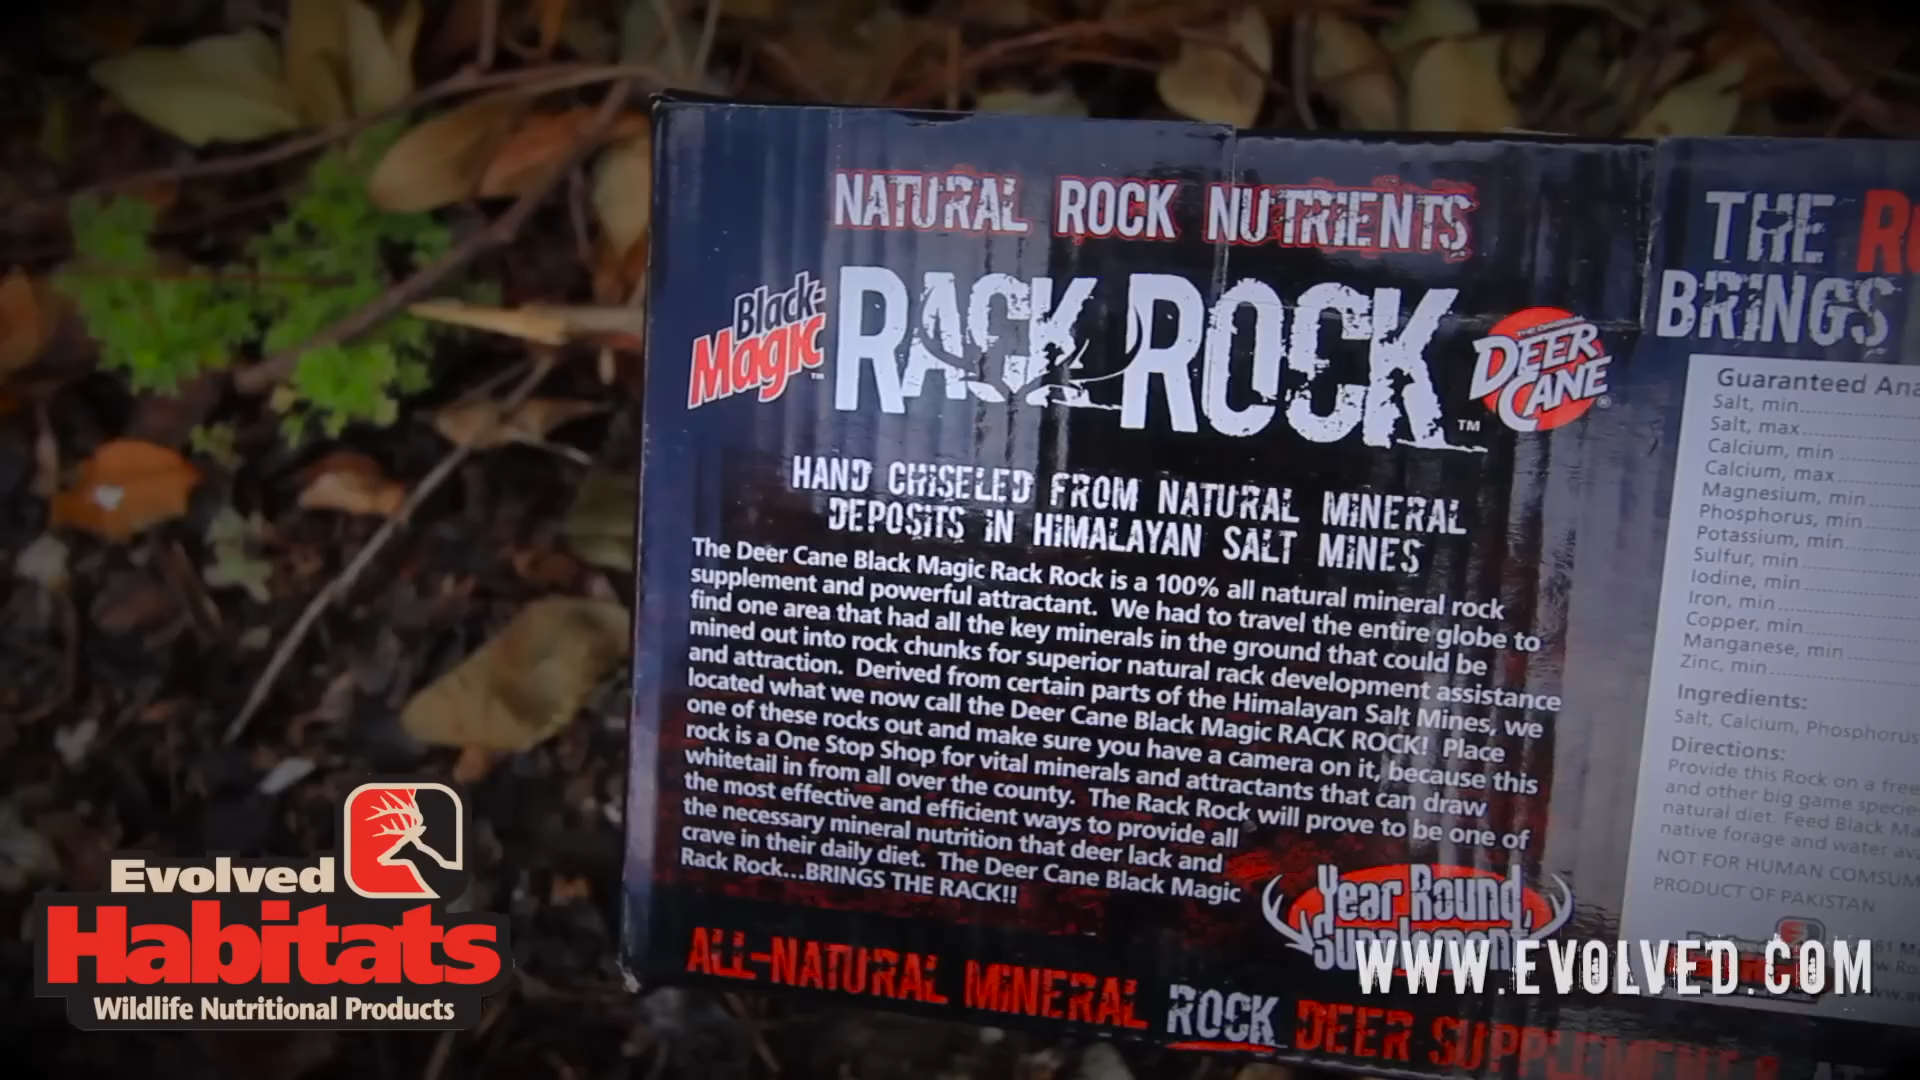 NATURAL ROCK NUTRIENTS
Black-
Magic™
RACK ROCK™
THE ORIGINAL
DEER
CANE®
HAND CHISELED FROM NATURAL MINERAL
DEPOSITS IN HIMALAYAN SALT MINES
The Deer Cane Black Magic Rack Rock is a 100% all natural mineral rock
supplement and powerful attractant. We had to travel the entire globe to
find one area that had all the key minerals in the ground that could be
mined out into rock chunks for superior natural rack development assistance
and attraction. Derived from certain parts of the Himalayan Salt Mines, we
located what we now call the Deer Cane Black Magic RACK ROCK! Place
one of these rocks out and make sure you have a camera on it, because this
rock is a One Stop Shop for vital minerals and attractants that can draw
whitetail in from all over the county. The Rack Rock will prove to be one of
the most effective and efficient ways to provide all
the necessary mineral nutrition that deer lack and
crave in their daily diet. The Deer Cane Black Magic
Rack Rock...BRINGS THE RACK!!
Year Round
Supplement
ALL-NATURAL MINERAL ROCK DEER SUPPLEMENT &
THE
BRINGS
Guaranteed
Salt, min
Salt, max
Calcium, min
Calcium, max
Magnesium, min
Phosphorus, min
Potassium, min
Sulfur, min
Iodine, min
Iron, min
Copper, min
Manganese, min
Zinc, min
Ingredients:
Salt, Calcium, Phosphorus
Directions:
Provide this Rock on a free
and other big game species
natural diet. Feed Black
native forage and water
NOT FOR HUMAN
PRODUCT OF PAKISTAN
Evolved
Habitats
Wildlife Nutritional Products
WWW.EVOLVED.COM